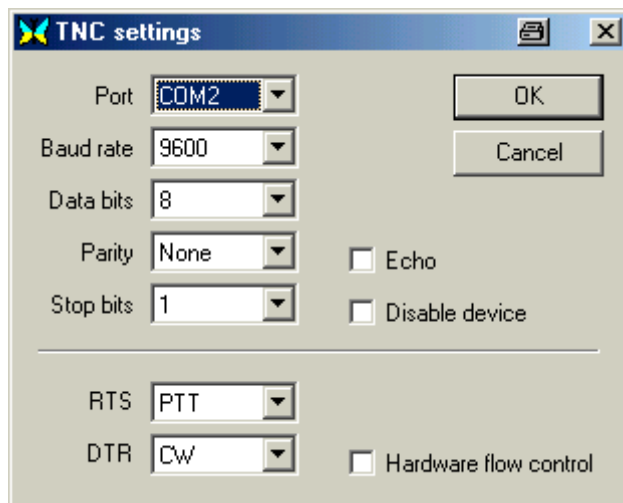 TNC settings
Port COM2 OK
Baud rate 9600 Cancel
Data bits 8
Parity None Echo
Stop bits 1 Disable device
RTS PTT
DTR CW Hardware flow control